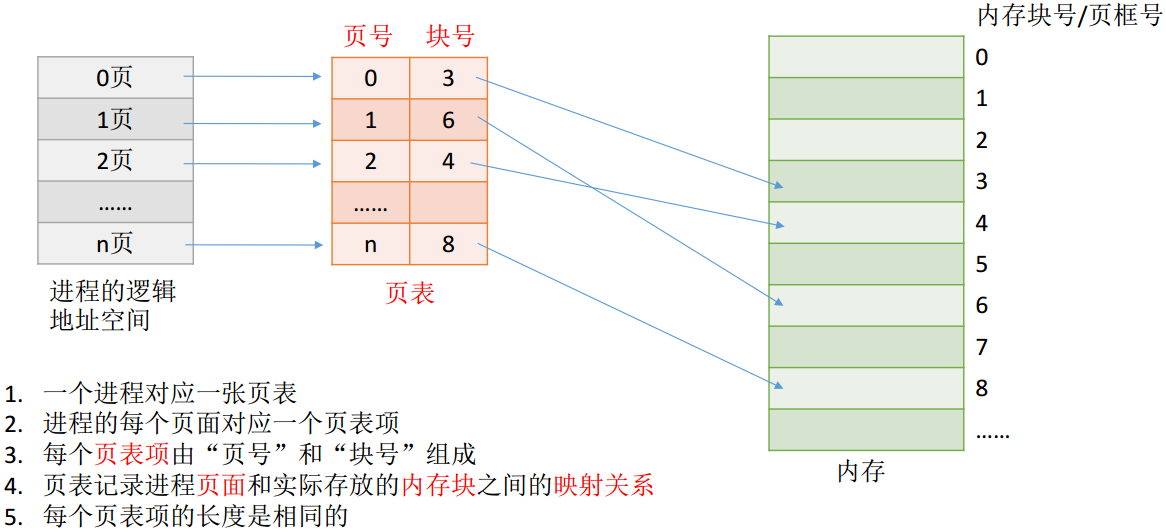 内存块号/页框号
页号 块号
0页 0 3 0
1页 1 6 1
2页 2 4 2
…… …… 3
n页 n 8 4
5
6
7
8
……
进程的逻辑
地址空间
页表
内存
1. 一个进程对应一张页表
2. 进程的每个页面对应一个页表项
3. 每个页表项由“页号”和“块号”组成
4. 页表记录进程页面和实际存放的内存块之间的映射关系
5. 每个页表项的长度是相同的